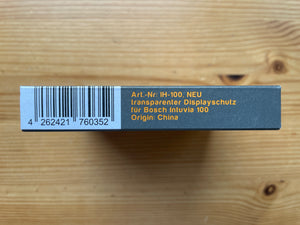 Art.-Nr. IH-100, NEU
transparenter Displayschutz
für Bosch Intuvia 100
Origin: China
4 262421 760352